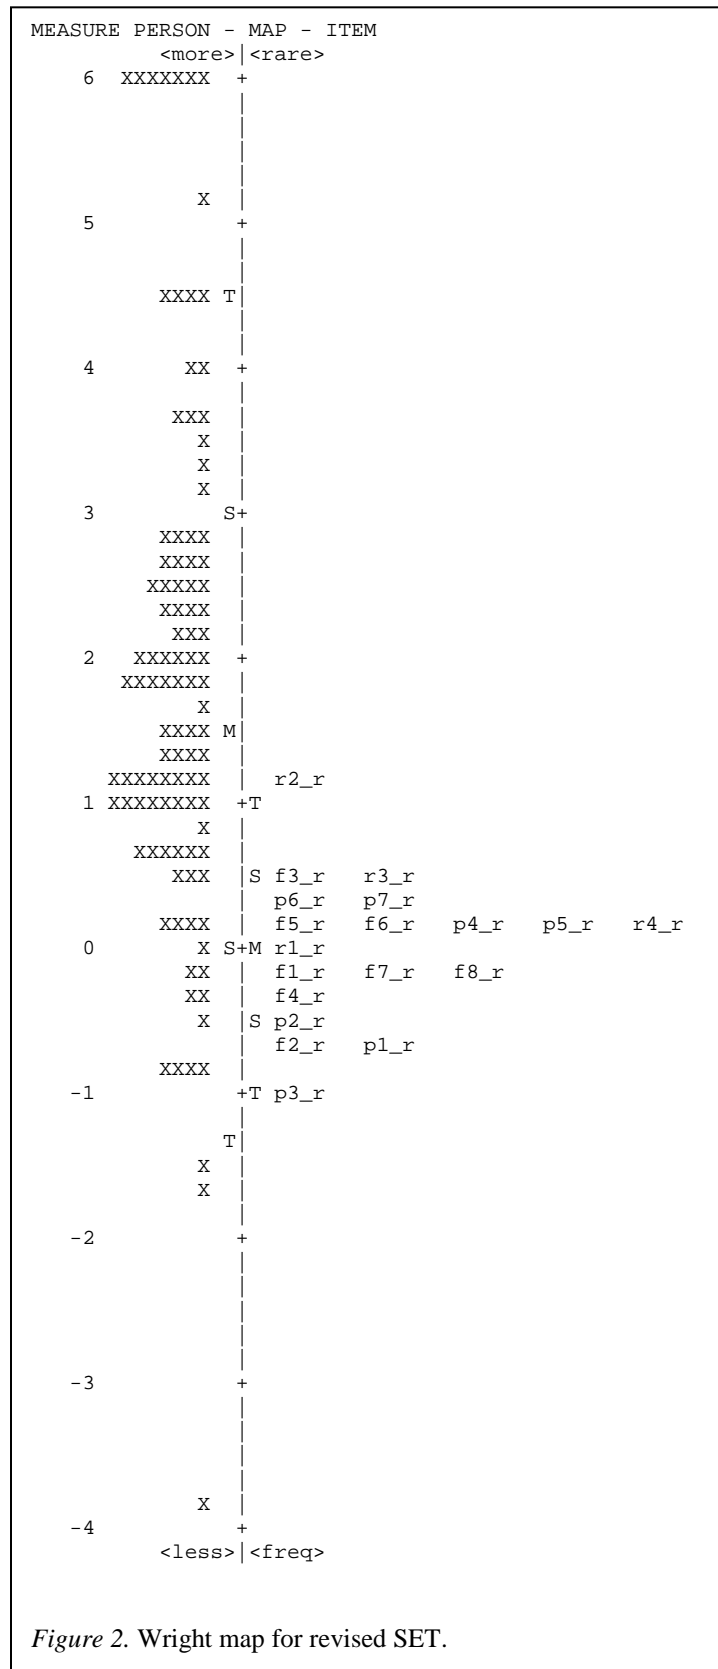 MEASURE PERSON - MAP - ITEM
<more>|<rare>
6 XXXXXXX +
|
|
|
|
|
X |
5 +
|
|
XXXX T|
|
|
4 XX +
|
XXX |
X |
X |
X |
3 S+
XXXX |
XXXX |
XXXXX |
XXXX |
XXX |
2 XXXXXX +
XXXXXXX |
X |
XXXX M|
XXXX |
XXXXXXXX | r2_r
1 XXXXXXXX +T
X |
XXXXXX |
XXX |S f3_r r3_r
| p6_r p7_r
XXXX | f5_r f6_r p4_r p5_r r4_r
0 X S+M r1_r
XX | f1_r f7_r f8_r
XX | f4_r
X |S p2_r
| f2_r p1_r
XXXX |
-1 +T p3_r
|
T|
X |
X |
|
-2 +
|
|
|
|
|
-3 +
|
|
|
|
X |
-4 +
<less>|<freq>
Figure 2. Wright map for revised SET.